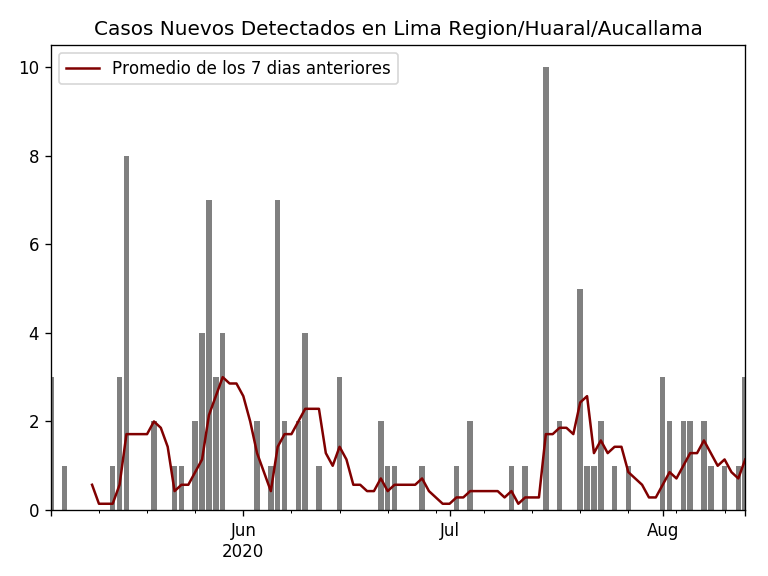 Casos Nuevos Detectados en Lima Region/Huaral/Aucallama
Promedio de los 7 dias anteriores
10
8
6
4
2
0
Jun
2020
Jul
Aug